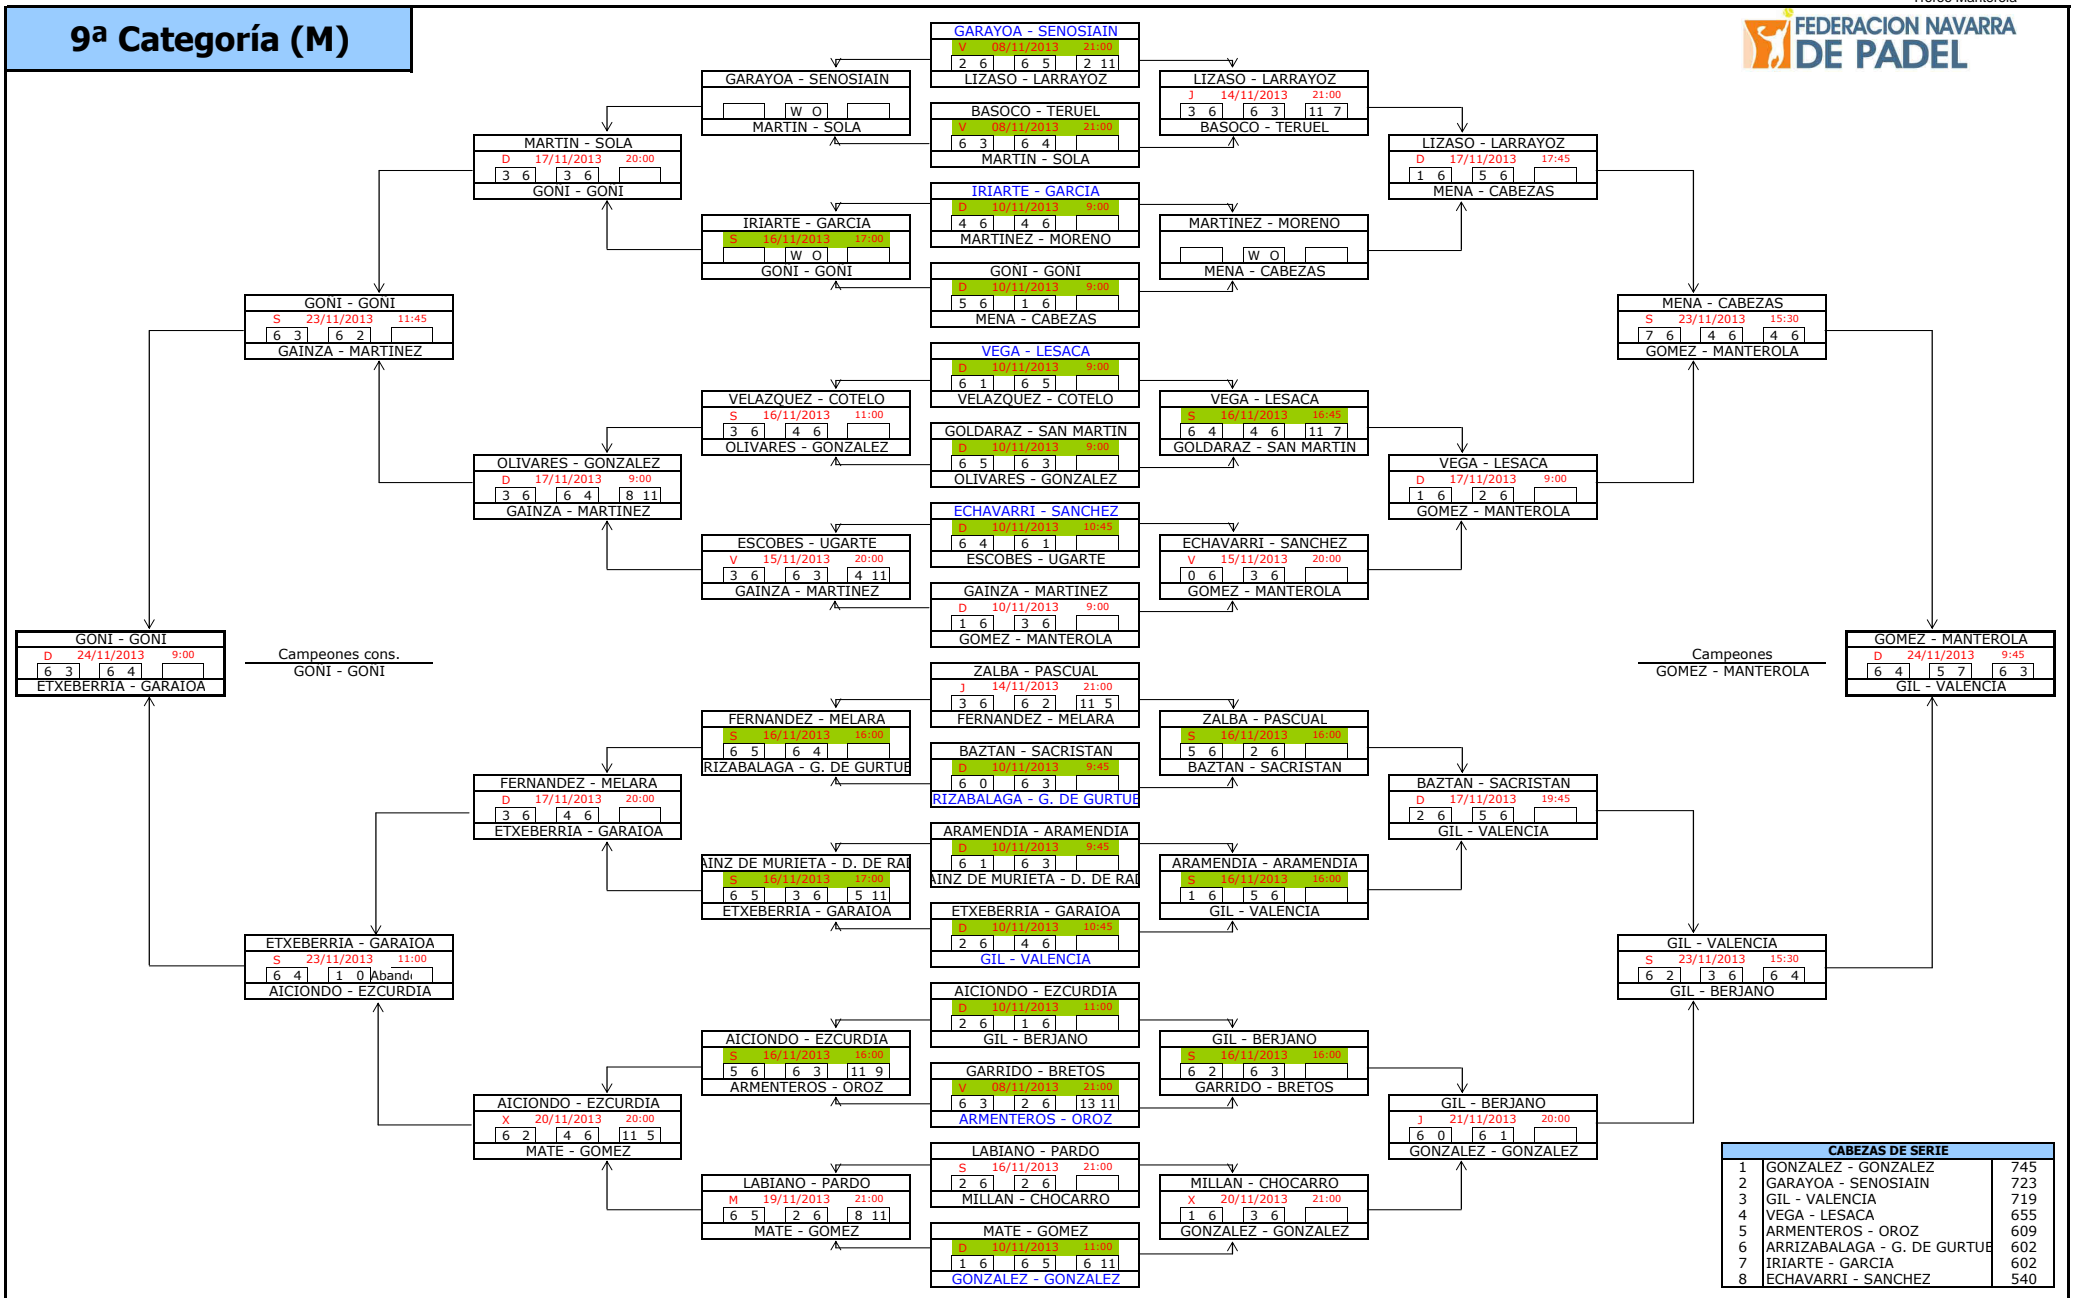 Trofeo Manterola
9ª Categoría (M)
FEDERACION NAVARRA
DE PADEL
GARAYOA - SENOSIAIN
V 08/11/2013 21:00
2 6 6 5 2 11
LIZASO - LARRAYOZ
BASOCO - TERUEL
V 08/11/2013 21:00
6 3 6 4
MARTIN - SOLA
IRIARTE - GARCIA
D 10/11/2013 9:00
4 6 4 6
MARTINEZ - MORENO
GOÑI - GOÑI
D 10/11/2013 9:00
5 6 1 6
MENA - CABEZAS
VEGA - LESACA
D 10/11/2013 9:00
6 1 6 5
VELAZQUEZ - COTELO
GOLDARAZ - SAN MARTIN
D 10/11/2013 9:00
6 5 6 3
OLIVARES - GONZALEZ
ECHAVARRI - SANCHEZ
D 10/11/2013 10:45
6 4 6 1
ESCOBES - UGARTE
GAINZA - MARTINEZ
D 10/11/2013 9:00
1 6 3 6
GOMEZ - MANTEROLA
ZALBA - PASCUAL
J 14/11/2013 21:00
3 6 6 2 11 5
FERNANDEZ - MELARA
BAZTAN - SACRISTAN
D 10/11/2013 9:45
6 0 6 3
RIZABALAGA - G. DE GURTUB
ARAMENDIA - ARAMENDIA
D 10/11/2013 9:45
6 1 6 3
AINZ DE MURIETA - D. DE RAD
ETXEBERRIA - GARAIOA
D 10/11/2013 10:45
2 6 4 6
GIL - VALENCIA
AICIONDO - EZCURDIA
D 10/11/2013 11:00
2 6 1 6
GIL - BERJANO
GARRIDO - BRETOS
V 08/11/2013 21:00
6 3 2 6 13 11
ARMENTEROS - OROZ
LABIANO - PARDO
S 16/11/2013 21:00
2 6 2 6
MILLAN - CHOCARRO
MATE - GOMEZ
D 10/11/2013 11:00
1 6 6 5 6 11
GONZALEZ - GONZALEZ
GARAYOA - SENOSIAIN
W O
MARTIN - SOLA
IRIARTE - GARCIA
S 16/11/2013 17:00
W O
GOÑI - GOÑI
VELAZQUEZ - COTELO
S 16/11/2013 11:00
3 6 4 6
OLIVARES - GONZALEZ
ESCOBES - UGARTE
V 15/11/2013 20:00
3 6 6 3 4 11
GAINZA - MARTINEZ
FERNANDEZ - MELARA
S 16/11/2013 16:00
6 5 6 4
RIZABALAGA - G. DE GURTUB
AINZ DE MURIETA - D. DE RAD
S 16/11/2013 17:00
6 5 3 6 5 11
ETXEBERRIA - GARAIOA
AICIONDO - EZCURDIA
S 16/11/2013 16:00
5 6 6 3 11 9
ARMENTEROS - OROZ
LABIANO - PARDO
M 19/11/2013 21:00
6 5 2 6 8 11
MATE - GOMEZ
MARTIN - SOLA
D 17/11/2013 20:00
3 6 3 6
GOÑI - GOÑI
OLIVARES - GONZALEZ
D 17/11/2013 9:00
3 6 6 4 8 11
GAINZA - MARTINEZ
FERNANDEZ - MELARA
D 17/11/2013 20:00
3 6 4 6
ETXEBERRIA - GARAIOA
AICIONDO - EZCURDIA
X 20/11/2013 20:00
6 2 4 6 11 5
MATE - GOMEZ
GOÑI - GOÑI
S 23/11/2013 11:45
6 3 6 2
GAINZA - MARTINEZ
ETXEBERRIA - GARAIOA
S 23/11/2013 11:00
6 4 1 0 Aband
AICIONDO - EZCURDIA
GOÑI - GOÑI
D 24/11/2013 9:00
6 3 6 4
ETXEBERRIA - GARAIOA
Campeones cons.
GOÑI - GOÑI
LIZASO - LARRAYOZ
J 14/11/2013 21:00
3 6 6 3 11 7
BASOCO - TERUEL
MARTINEZ - MORENO
W O
MENA - CABEZAS
VEGA - LESACA
S 16/11/2013 16:45
6 4 4 6 11 7
GOLDARAZ - SAN MARTIN
ECHAVARRI - SANCHEZ
V 15/11/2013 20:00
0 6 3 6
GOMEZ - MANTEROLA
ZALBA - PASCUAL
S 16/11/2013 16:00
5 6 2 6
BAZTAN - SACRISTAN
ARAMENDIA - ARAMENDIA
S 16/11/2013 16:00
1 6 5 6
GIL - VALENCIA
GIL - BERJANO
S 16/11/2013 16:00
6 2 6 3
GARRIDO - BRETOS
MILLAN - CHOCARRO
X 20/11/2013 21:00
1 6 3 6
GONZALEZ - GONZALEZ
LIZASO - LARRAYOZ
D 17/11/2013 17:45
1 6 5 6
MENA - CABEZAS
VEGA - LESACA
D 17/11/2013 9:00
1 6 2 6
GOMEZ - MANTEROLA
BAZTAN - SACRISTAN
D 17/11/2013 19:45
2 6 5 6
GIL - VALENCIA
GIL - BERJANO
J 21/11/2013 20:00
6 0 6 1
GONZALEZ - GONZALEZ
MENA - CABEZAS
S 23/11/2013 15:30
7 6 4 6 4 6
GOMEZ - MANTEROLA
GIL - VALENCIA
S 23/11/2013 15:30
6 2 3 6 6 4
GIL - BERJANO
Campeones
GOMEZ - MANTEROLA
GOMEZ - MANTEROLA
D 24/11/2013 9:45
6 4 5 7 6 3
GIL - VALENCIA
CABEZAS DE SERIE
1 GONZALEZ - GONZALEZ 745
2 GARAYOA - SENOSIAIN 723
3 GIL - VALENCIA 719
4 VEGA - LESACA 655
5 ARMENTEROS - OROZ 609
6 ARRIZABALAGA - G. DE GURTUB 602
7 IRIARTE - GARCIA 602
8 ECHAVARRI - SANCHEZ 540